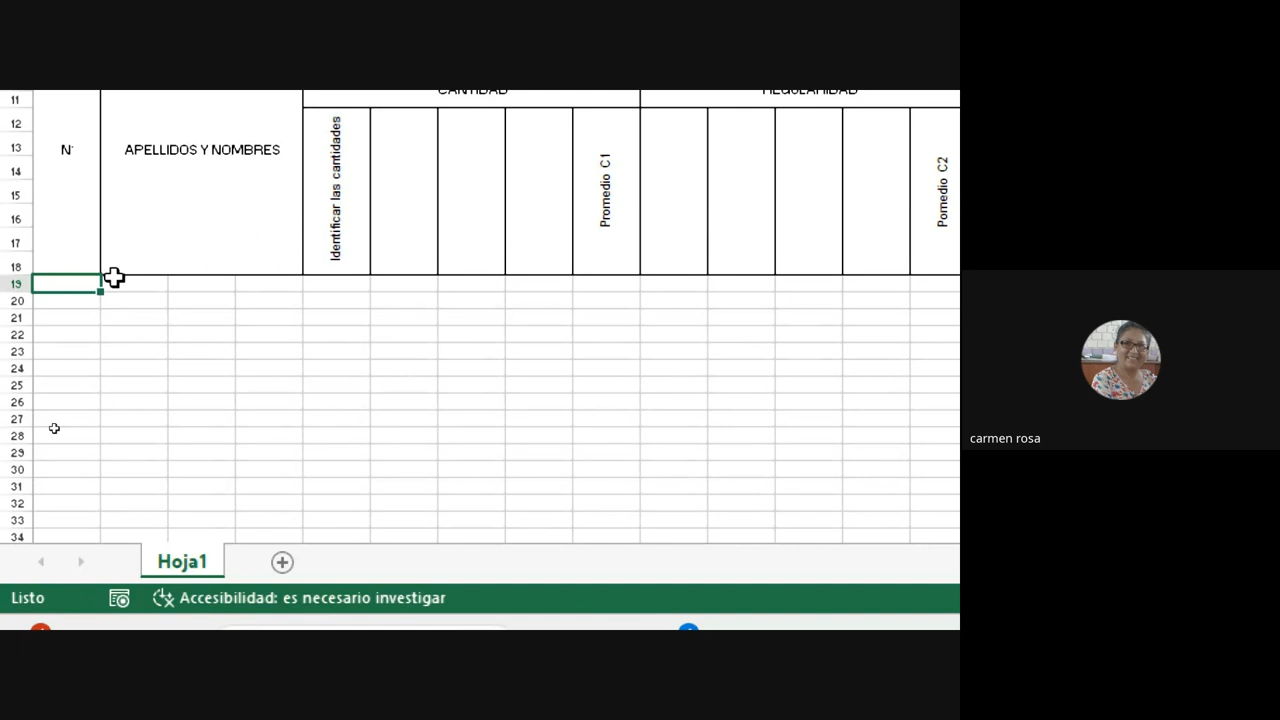 CANTIDAD
REGULARIDAD
11
12
13
14
15
16
17
18
N°
APELLIDOS Y NOMBRES
Identificar las cantidades
Promedio C1
Pomedio C2
19
20
21
22
23
24
25
26
27
28
29
30
31
32
33
34
carmen rosa
Hoja1
Listo
Accesibilidad: es necesario investigar